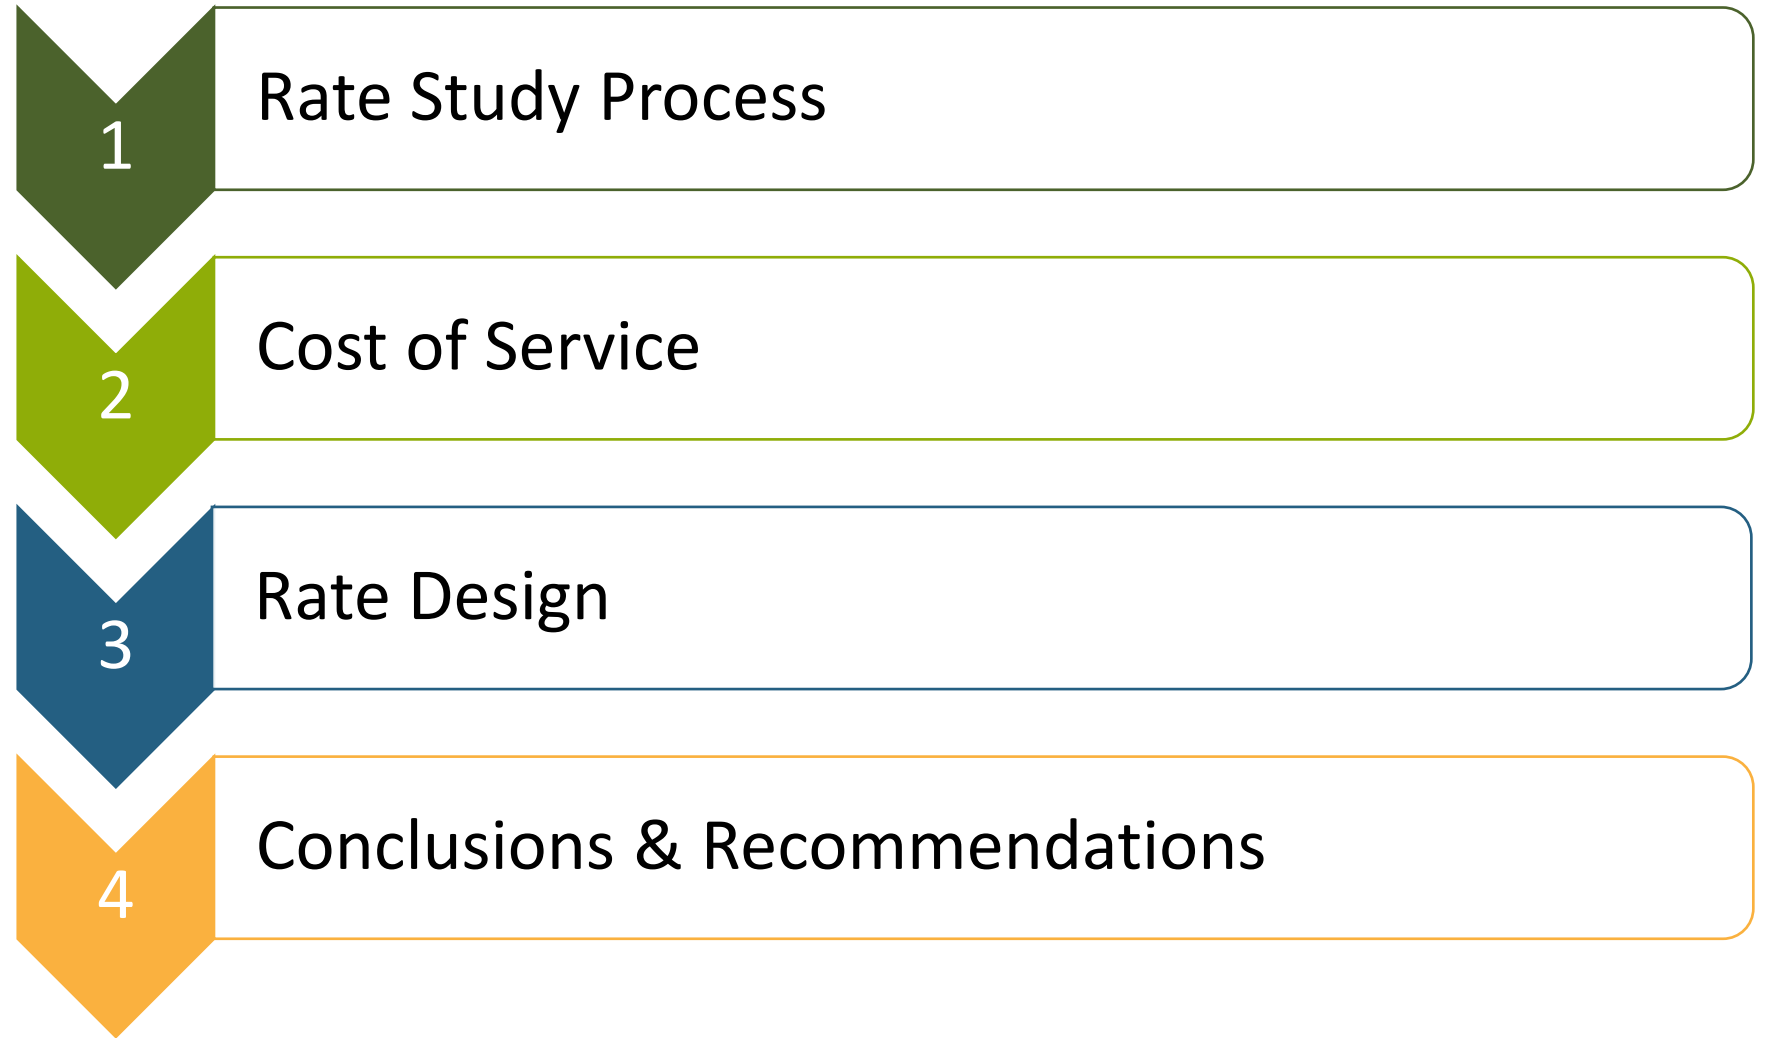 1
Rate Study Process
2
Cost of Service
3
Rate Design
4
Conclusions & Recommendations